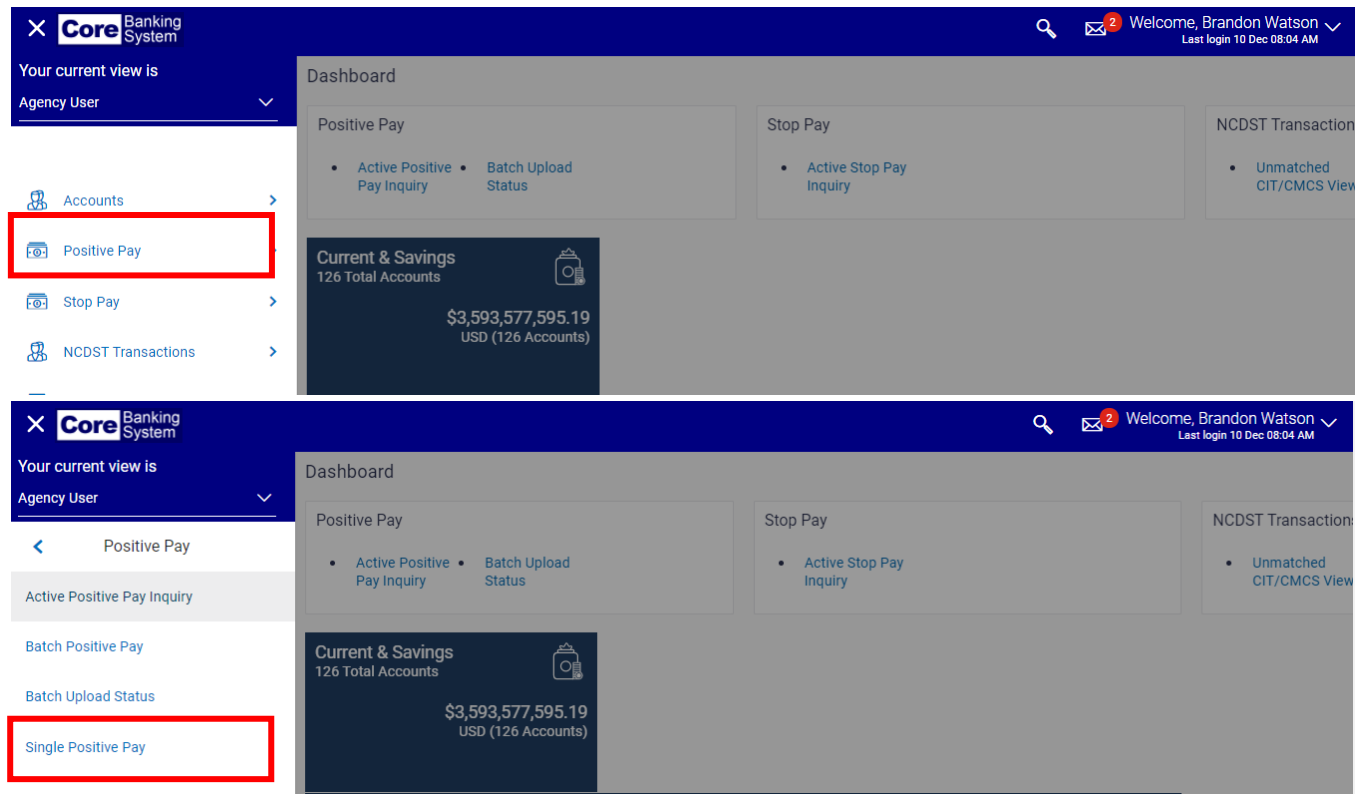 Core Banking System
2
Welcome, Brandon Watson
Last login 10 Dec 08:04 AM
Your current view is
Agency User
Accounts
Positive Pay
Stop Pay
NCDST Transactions
Dashboard
Positive Pay
• Active Positive Pay Inquiry
• Batch Upload Status
Stop Pay
• Active Stop Pay Inquiry
NCDST Transaction
• Unmatched CIT/CMCS View
Current & Savings
126 Total Accounts
$3,593,577,595.19
USD (126 Accounts)
Core Banking System
2
Welcome, Brandon Watson
Last login 10 Dec 08:04 AM
Your current view is
Agency User
Positive Pay
Active Positive Pay Inquiry
Batch Positive Pay
Batch Upload Status
Single Positive Pay
Dashboard
Positive Pay
• Active Positive Pay Inquiry
• Batch Upload Status
Stop Pay
• Active Stop Pay Inquiry
NCDST Transaction
• Unmatched CIT/CMCS View
Current & Savings
126 Total Accounts
$3,593,577,595.19
USD (126 Accounts)